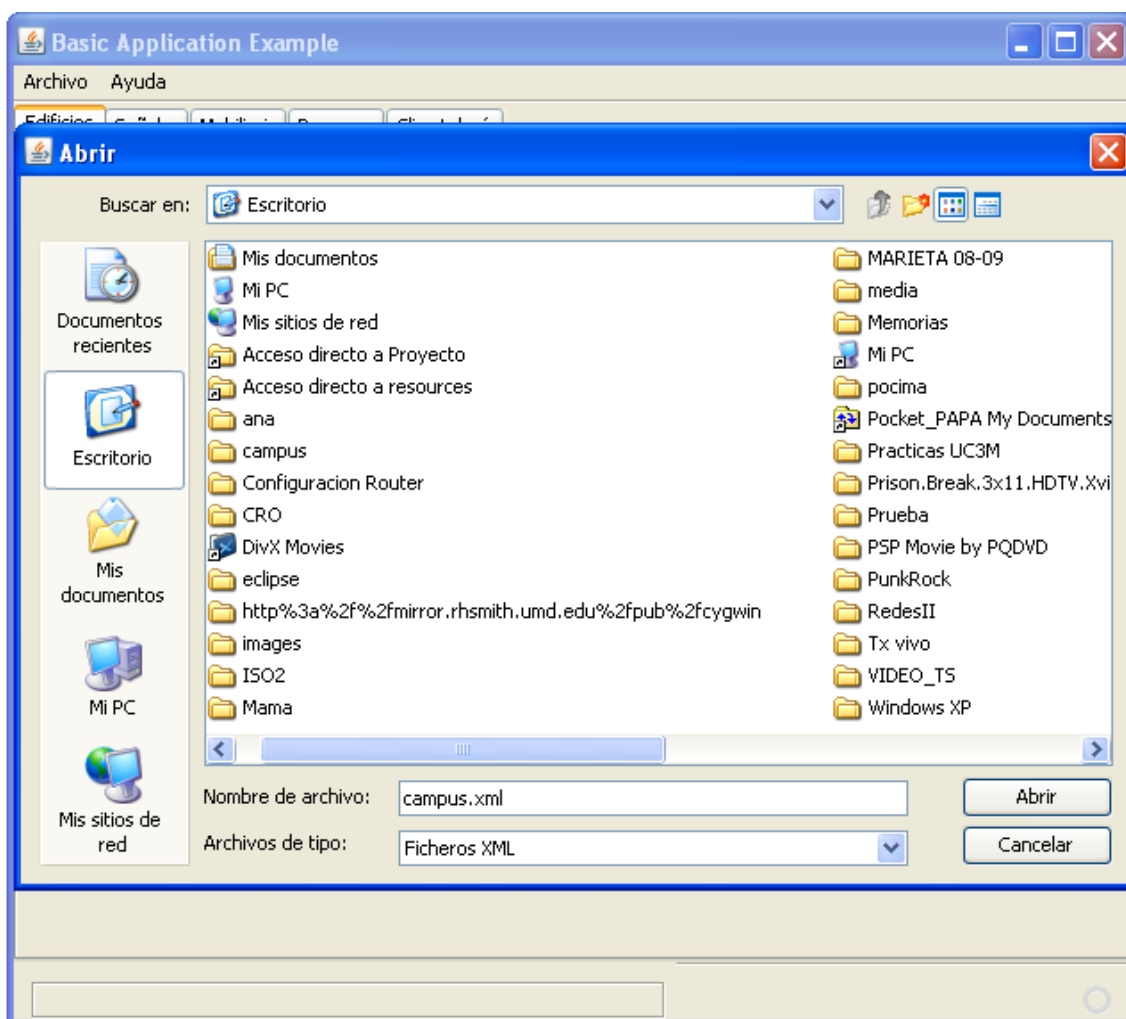 Basic Application Example
Archivo Ayuda
Edificios
Abrir
Buscar en: Escritorio
Documentos
recientes
Escritorio
Mis
documentos
Mi PC
Mis sitios de
red
Mis documentos
Mi PC
Mis sitios de red
Acceso directo a Proyecto
Acceso directo a resources
ana
campus
Configuracion Router
CRO
DivX Movies
eclipse
http%3a%2f%2fmirror.rhsmith.umd.edu%2fpub%2fcygwin
images
ISO2
Mama
MARIETA 08-09
media
Memorias
Mi PC
pocima
Pocket_PAPA My Documents
Practicas UC3M
Prison.Break.3x11.HDTV.Xvi
Prueba
PSP Movie by PQDVD
PunkRock
RedesII
Tx vivo
VIDEO_TS
Windows XP
Nombre de archivo: campus.xml Abrir
Archivos de tipo: Ficheros XML Cancelar